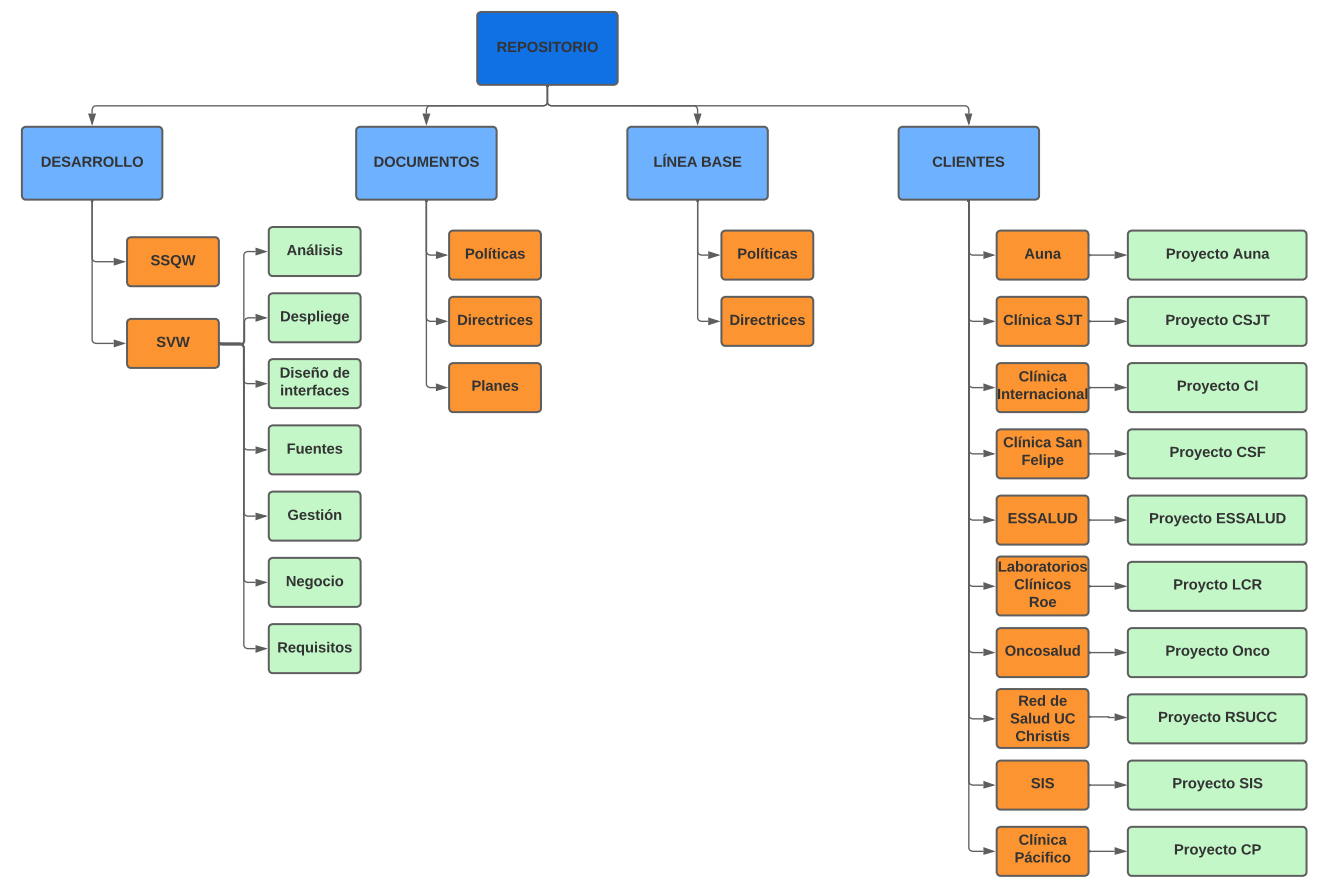 REPOSITORIO
DESARROLLO
DOCUMENTOS
LÍNEA BASE
CLIENTES
SSQW
SVW
Análisis
Despliege
Diseño de
interfaces
Fuentes
Gestión
Negocio
Requisitos
Políticas
Directrices
Planes
Políticas
Directrices
Auna
Proyecto Auna
Clínica SJT
Proyecto CSJT
Clínica
Internacional
Proyecto CI
Clínica San
Felipe
Proyecto CSF
ESSALUD
Proyecto ESSALUD
Laboratorios
Clínicos
Roe
Proycto LCR
Oncosalud
Proyecto Onco
Red de
Salud UC
Christis
Proyecto RSUCC
SIS
Proyecto SIS
Clínica
Pácifico
Proyecto CP